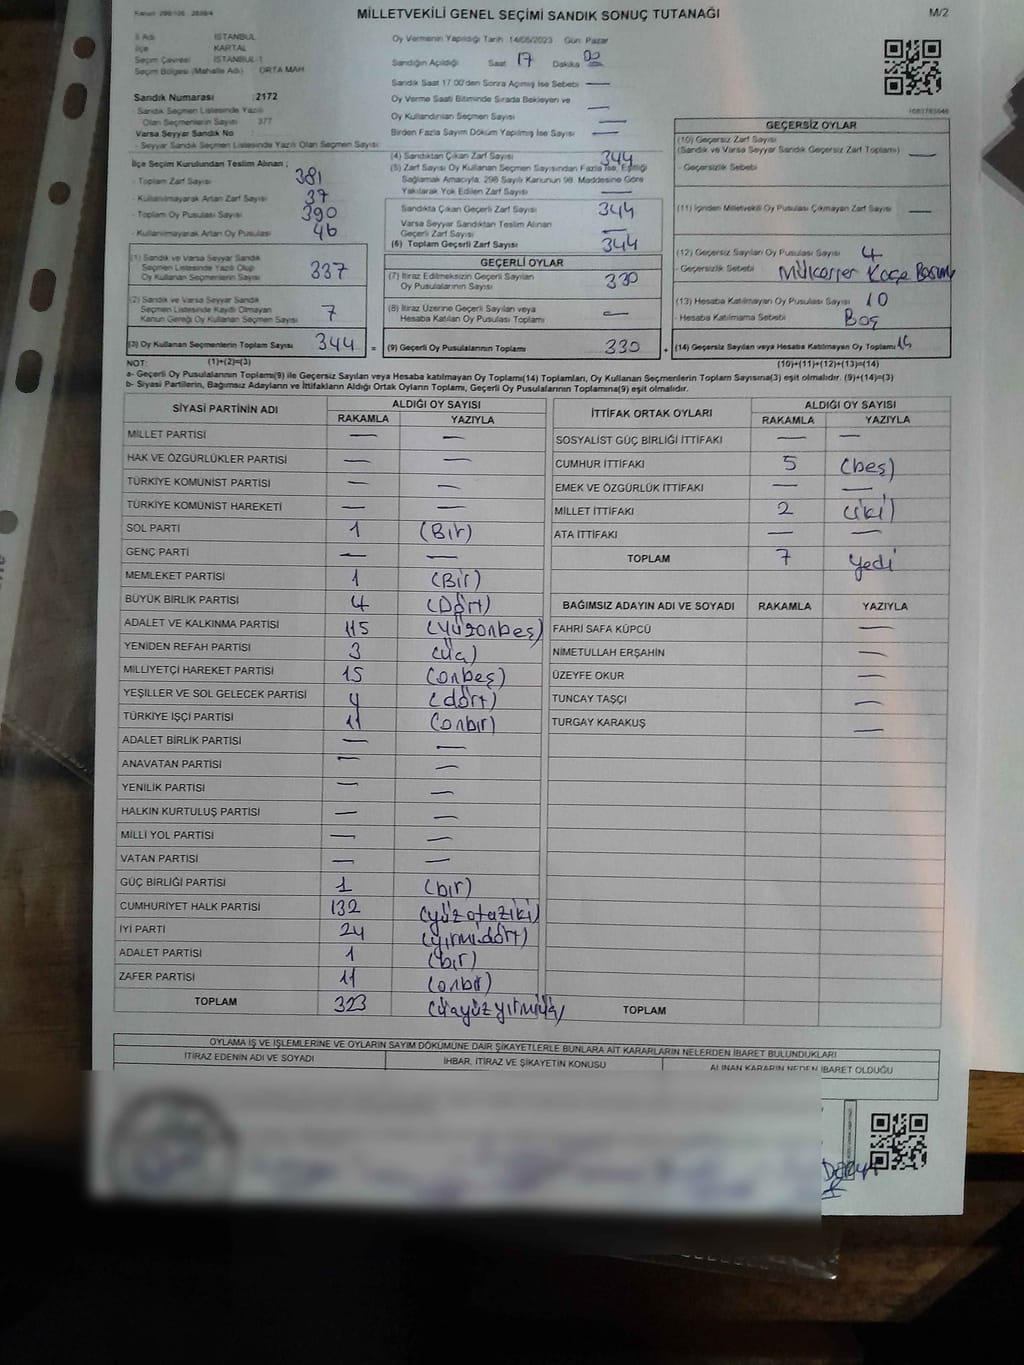 MİLLETVEKİLİ GENEL SEÇİMİ SANDIK SONUÇ TUTANAĞI
M/2
İl Adı İSTANBUL
İlçe KARTAL
Seçim Çevresi İSTANBUL-1
Seçim Bölgesi (Mahalle Adı) ORTA MAH
Sandık Numarası : 2172
- Sandık Seçmen Listesinde Yazılı
Olan Seçmenlerin Sayısı 377
Varsa Seyyar Sandık No :
- Seyyar Sandık Seçmen Listesinde Yazılı Olan Seçmen Sayısı:
İlçe Seçim Kurulundan Teslim Alınan ;
- Toplam Zarf Sayısı 381
- Kullanılmayarak Artan Zarf Sayısı 37
- Toplam Oy Pusulası Sayısı 390
- Kullanılmayarak Artan Oy Pusulası 46
(1) Sandık ve Varsa Seyyar Sandık
Seçmen Listesinde Yazılı Olup
Oy Kullanan Seçmenlerin Sayısı 337
(2) Sandık ve Varsa Seyyar Sandık
Seçmen Listesinde Kaydı Olmayan
Kanun Gereği Oy Kullanan Seçmen Sayısı 7
(3) Oy Kullanan Seçmenlerin Toplam Sayısı 344 =
Oy Vermenin Yapıldığı Tarih 14/05/2023 Gün: Pazar
Sandığın Açıldığı Saat 17 Dakika 00
Sandık Saat 17:00'den Sonra Açılmış İse Sebebi —
Oy Verme Saati Bitiminde Sırada Bekleyen ve
Oy Kullandırılan Seçmen Sayısı —
Birden Fazla Sayım Döküm Yapılmış İse Sayısı —
(4) Sandıktan Çıkan Zarf Sayısı 344
(5) Zarf Sayısı Oy Kullanan Seçmen Sayısından Fazla İse, Eşitliği
Sağlamak Amacıyla, 298 Sayılı Kanunun 98. Maddesine Göre
Yakılarak Yok Edilen Zarf Sayısı —
Sandıkta Çıkan Geçerli Zarf Sayısı 344
Varsa Seyyar Sandıktan Teslim Alınan
Geçerli Zarf Sayısı —
(6) Toplam Geçerli Zarf Sayısı 344
GEÇERLİ OYLAR
(7) İtiraz Edilmeksizin Geçerli Sayılan
Oy Pusulalarının Sayısı 330
(8) İtiraz Üzerine Geçerli Sayılan veya
Hesaba Katılan Oy Pusulası Toplamı —
(9) Geçerli Oy Pusulalarının Toplamı 330 +
GEÇERSİZ OYLAR
(10) Geçersiz Zarf Sayısı
(Sandık ve Varsa Seyyar Sandık Geçersiz Zarf Toplamı) —
- Geçersizlik Sebebi
(11) İçinden Milletvekili Oy Pusulası Çıkmayan Zarf Sayısı —
(12) Geçersiz Sayılan Oy Pusulası Sayısı 4
- Geçersizlik Sebebi
(13) Hesaba Katılmayan Oy Pusulası Sayısı 10
- Hesaba Katılmama Sebebi Boş
(14) Geçersiz Sayılan veya Hesaba Katılmayan Oy Toplamı 14
NOT: (1)+(2)=(3) (10)+(11)+(12)+(13)=(14)
a- Geçerli Oy Pusulalarının Toplamı(9) ile Geçersiz Sayılan veya Hesaba katılmayan Oy Toplamı(14) Toplamları, Oy Kullanan Seçmenlerin Toplam Sayısına(3) eşit olmalıdır. (9)+(14)=(3)
b- Siyasi Partilerin, Bağımsız Adayların ve İttifakların Aldığı Ortak Oyların Toplamı, Geçerli Oy Pusulalarının Toplamına(9) eşit olmalıdır.
SİYASİ PARTİNİN ADI ALDIĞI OY SAYISI
RAKAMLA YAZIYLA
MİLLET PARTİSİ — —
HAK VE ÖZGÜRLÜKLER PARTİSİ — —
TÜRKİYE KOMÜNİST PARTİSİ — —
TÜRKİYE KOMÜNİST HAREKETİ — —
SOL PARTİ 1 (Bir)
GENÇ PARTİ — —
MEMLEKET PARTİSİ 1 (Bir)
BÜYÜK BİRLİK PARTİSİ 4 (Dört)
ADALET VE KALKINMA PARTİSİ 115 (Yüzonbeş)
YENİDEN REFAH PARTİSİ 3 (üç)
MİLLİYETÇİ HAREKET PARTİSİ 15 (onbeş)
YEŞİLLER VE SOL GELECEK PARTİSİ 4 (dört)
TÜRKİYE İŞÇİ PARTİSİ 11 (onbir)
ADALET BİRLİK PARTİSİ — —
ANAVATAN PARTİSİ — —
YENİLİK PARTİSİ — —
HALKIN KURTULUŞ PARTİSİ — —
MİLLİ YOL PARTİSİ — —
VATAN PARTİSİ — —
GÜÇ BİRLİĞİ PARTİSİ 1 (bir)
CUMHURİYET HALK PARTİSİ 132 (yüzotuziki)
İYİ PARTİ 24 (yirmidört)
ADALET PARTİSİ 1 (bir)
ZAFER PARTİSİ 11 (onbir)
TOPLAM 323 (üçyüzyirmiüç)
İTTİFAK ORTAK OYLARI ALDIĞI OY SAYISI
RAKAMLA YAZIYLA
SOSYALİST GÜÇ BİRLİĞİ İTTİFAKI — —
CUMHUR İTTİFAKI 5 (beş)
EMEK VE ÖZGÜRLÜK İTTİFAKI — —
MİLLET İTTİFAKI 2 (iki)
ATA İTTİFAKI — —
TOPLAM 7 yedi
BAĞIMSIZ ADAYIN ADI VE SOYADI RAKAMLA YAZIYLA
FAHRİ SAFA KÜPCÜ —
NİMETULLAH ERŞAHİN —
ÜZEYFE OKUR —
TUNCAY TAŞÇI —
TURGAY KARAKUŞ —
TOPLAM
OYLAMA İŞ VE İŞLEMLERİNE VE OYLARIN SAYIM DÖKÜMÜNE DAİR ŞİKAYETLERLE BUNLARA AİT KARARLARIN NELERDEN İBARET BULUNDUKLARI
İTİRAZ EDENİN ADI VE SOYADI İHBAR, İTİRAZ VE ŞİKAYETİN KONUSU ALINAN KARARIN NEDEN İBARET OLDUĞU